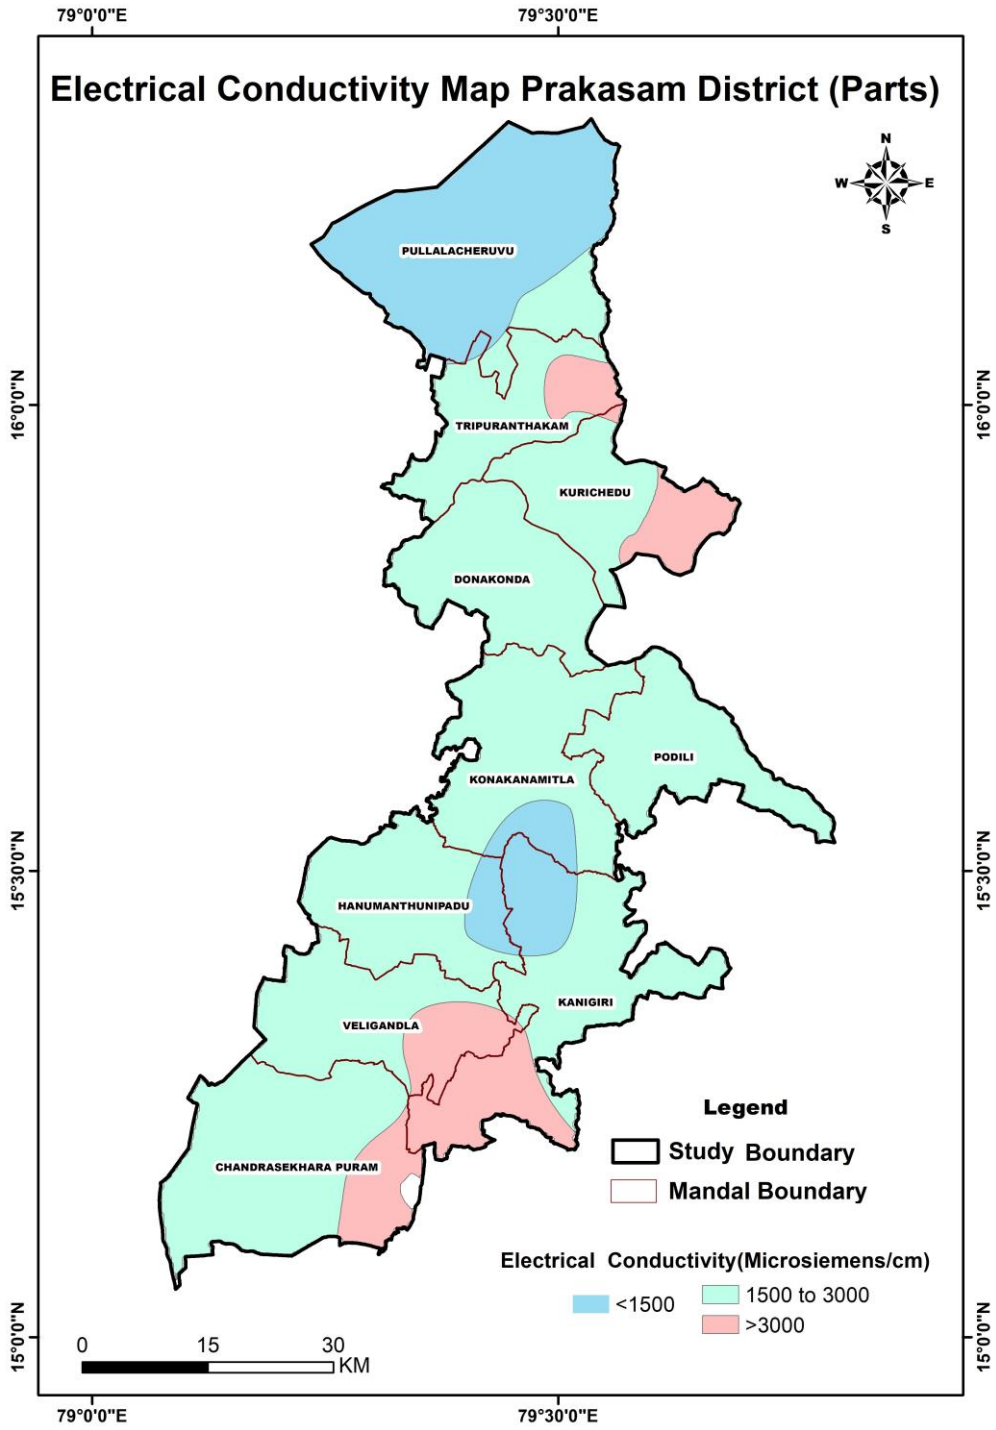 79°0'0"E 79°30'0"E
Electrical Conductivity Map Prakasam District (Parts)
N
W E
S
PULLALACHERUVU
16°0'0"N 16°0'0"N
TRIPURANTHAKAM
KURICHEDU
DONAKONDA
PODILI
KONAKANAMITLA
15°30'0"N 15°30'0"N
HANUMANTHUNIPADU
KANIGIRI
VELIGANDLA
Legend
Study Boundary
CHANDRASEKHARA PURAM
Mandal Boundary
Electrical Conductivity(Microsiemens/cm)
<1500
1500 to 3000
>3000
15°0'0"N 15°0'0"N
0 15 30
KM
79°0'0"E 79°30'0"E